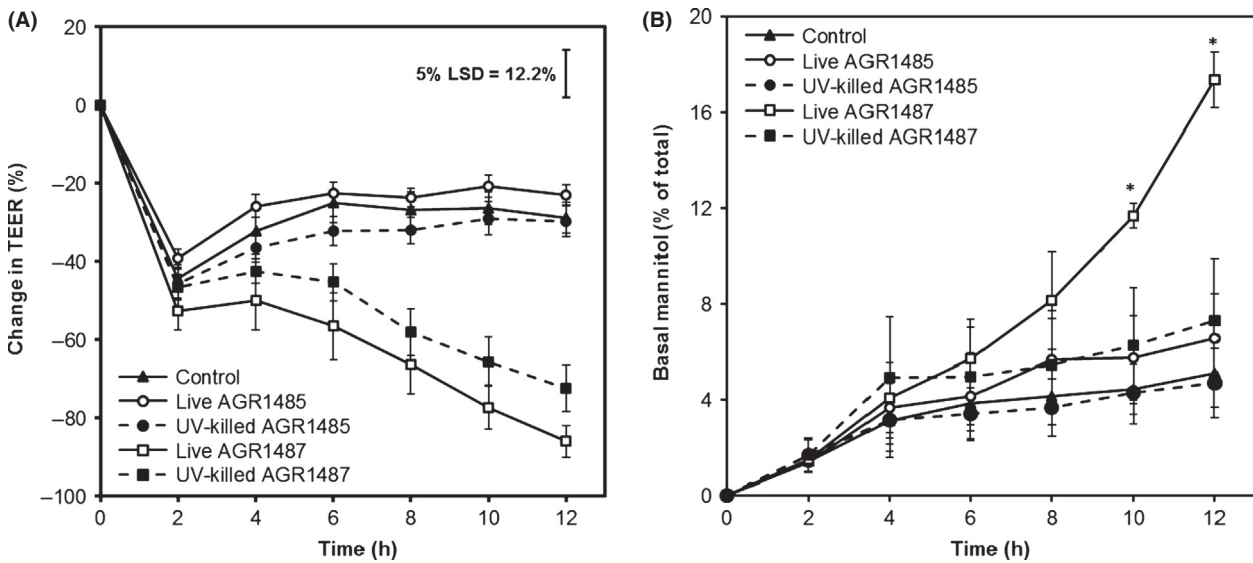 (A)
20
0
–20
–40
–60
–80
–100
Change in TEER (%)
5% LSD = 12.2%
Control
Live AGR1485
UV-killed AGR1485
Live AGR1487
UV-killed AGR1487
0 2 4 6 8 10 12
Time (h)
(B)
20
16
12
8
4
0
Basal mannitol (% of total)
Control
Live AGR1485
UV-killed AGR1485
Live AGR1487
UV-killed AGR1487
*
*
0 2 4 6 8 10 12
Time (h)